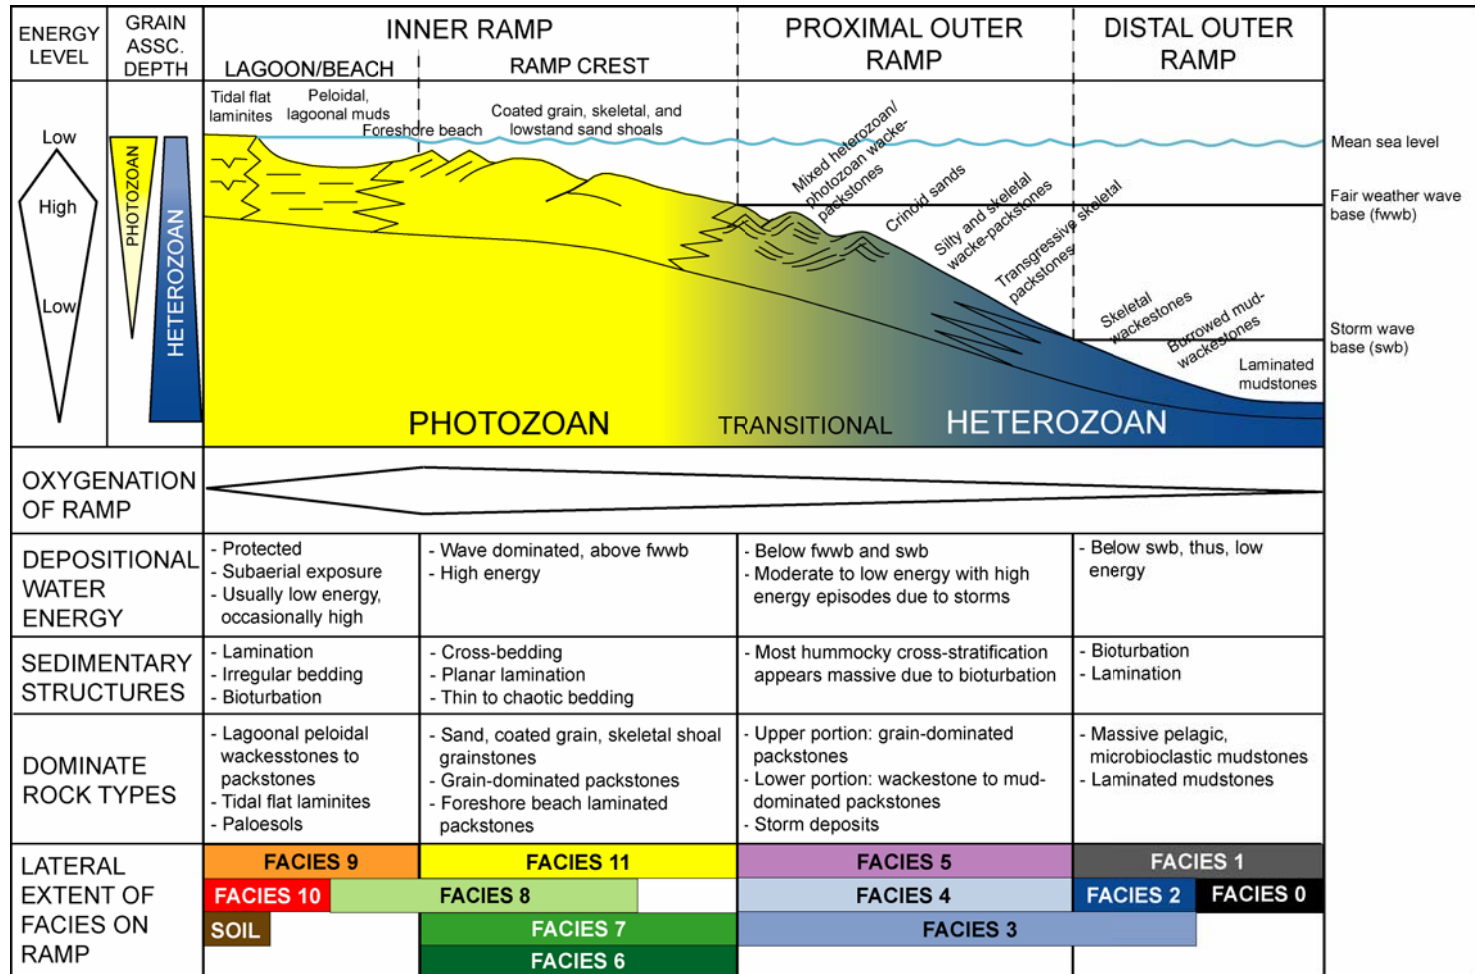 ENERGY
LEVEL
GRAIN
ASSC.
DEPTH
INNER RAMP
LAGOON/BEACH
RAMP CREST
PROXIMAL OUTER
RAMP
DISTAL OUTER
RAMP
Low
High
Low
PHOTOZOAN
HETEROZOAN
Tidal flat
laminites
Peloidal,
lagoonal muds
Foreshore beach
Coated grain, skeletal, and
lowstand sand shoals
Mixed heterozoan/
photozoan wacke-
packstones
Crinoid sands
Silty and skeletal
wacke-packstones
Transgressive skeletal
packstones
Skeletal
wackestones
Burrowed mud-
wackestones
Laminated
mudstones
Mean sea level
Fair weather wave
base (fwwb)
Storm wave
base (swb)
PHOTOZOAN
TRANSITIONAL
HETEROZOAN
OXYGENATION
OF RAMP
DEPOSITIONAL
WATER
ENERGY
- Protected
- Subaerial exposure
- Usually low energy,
occasionally high
- Wave dominated, above fwwb
- High energy
- Below fwwb and swb
- Moderate to low energy with high
energy episodes due to storms
- Below swb, thus, low
energy
SEDIMENTARY
STRUCTURES
- Lamination
- Irregular bedding
- Bioturbation
- Cross-bedding
- Planar lamination
- Thin to chaotic bedding
- Most hummocky cross-stratification
appears massive due to bioturbation
- Bioturbation
- Lamination
DOMINATE
ROCK TYPES
- Lagoonal peloidal
wackesstones to
packstones
- Tidal flat laminites
- Paloesols
- Sand, coated grain, skeletal shoal
grainstones
- Grain-dominated packstones
- Foreshore beach laminated
packstones
- Upper portion: grain-dominated
packstones
- Lower portion: wackestone to mud-
dominated packstones
- Storm deposits
- Massive pelagic,
microbioclastic mudstones
- Laminated mudstones
LATERAL
EXTENT OF
FACIES ON
RAMP
FACIES 9
FACIES 11
FACIES 5
FACIES 1
FACIES 10
FACIES 8
FACIES 4
FACIES 2
FACIES 0
SOIL
FACIES 7
FACIES 3
FACIES 6